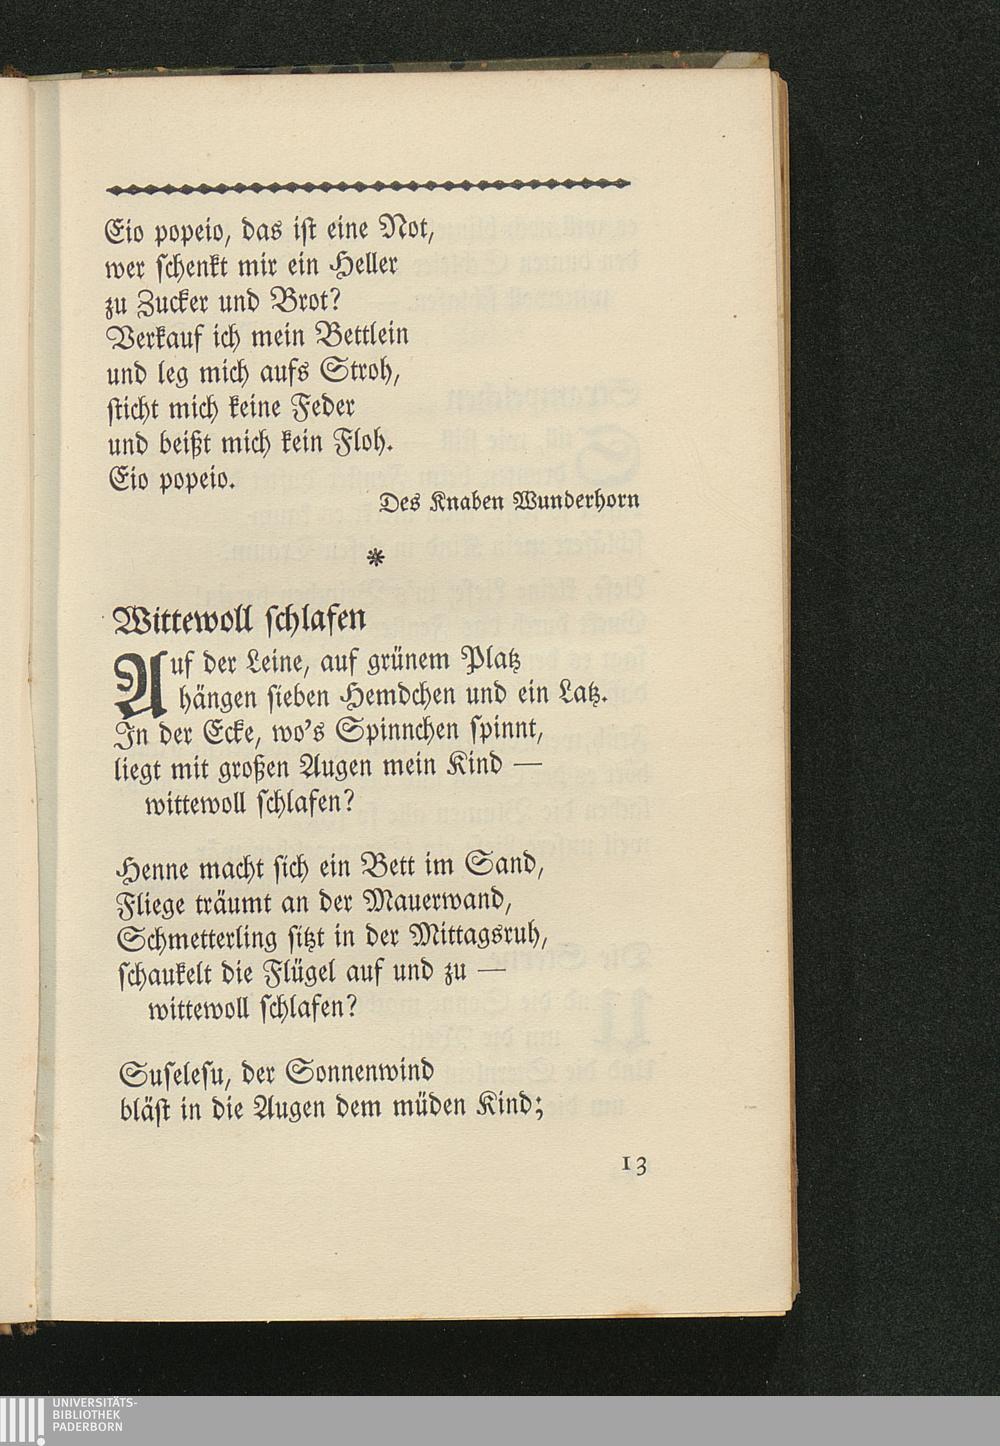 Eio popeio, das ist eine Not,
wer schenkt mir ein Heller
zu Zucker und Brot?
Verkauf ich mein Bettlein
und leg mich aufs Stroh,
sticht mich keine Feder
und beißt mich kein Floh.
Eio popeio.
Des Knaben Wunderhorn
*
Wittewoll schlafen
Auf der Leine, auf grünem Platz
hängen sieben Hemdchen und ein Latz.
In der Ecke, wo's Spinnchen spinnt,
liegt mit großen Augen mein Kind —
wittewoll schlafen?
Henne macht sich ein Bett im Sand,
Fliege träumt an der Mauerwand,
Schmetterling sitzt in der Mittagsruh,
schaukelt die Flügel auf und zu —
wittewoll schlafen?
Suselesu, der Sonnenwind
bläst in die Augen dem müden Kind;
13
UNIVERSITÄTS-
BIBLIOTHEK
PADERBORN